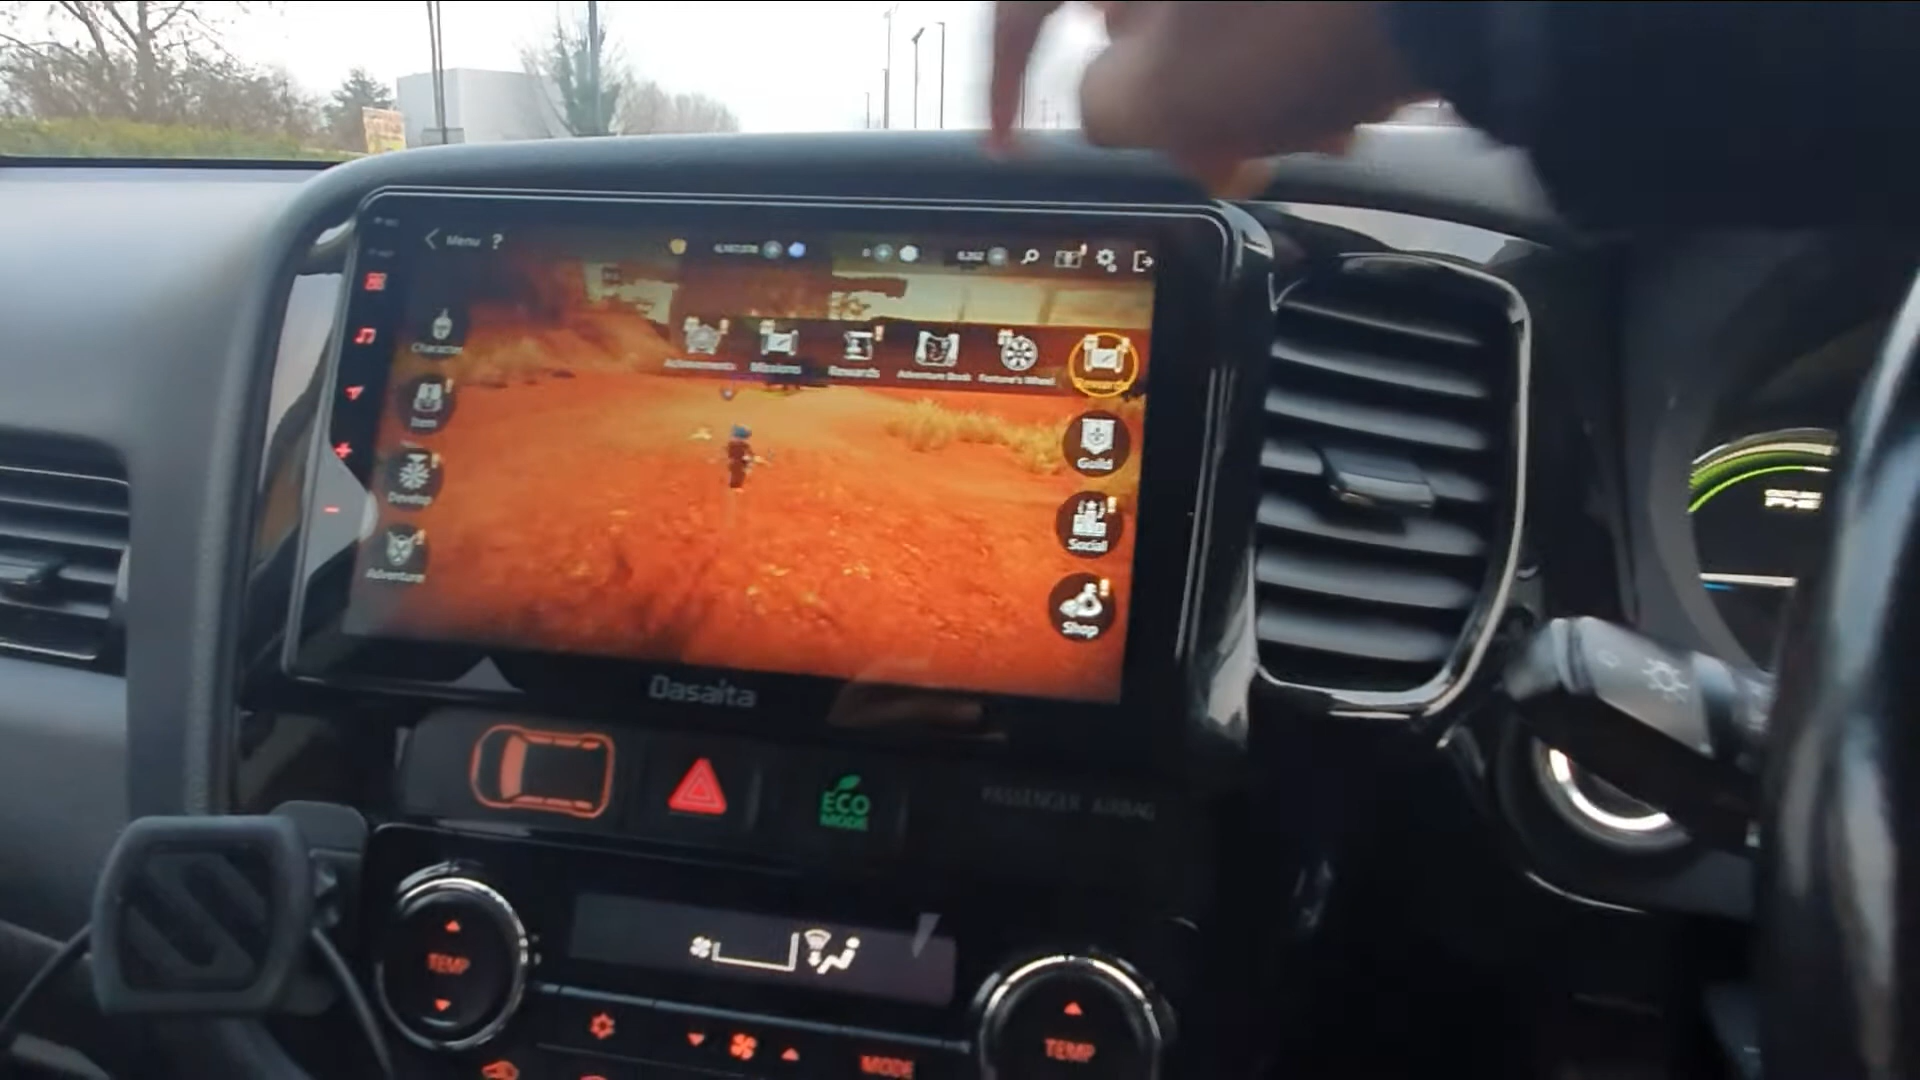 Menu ?
Character
Achievements Missions Rewards Adventure Book Fortune's Wheel Rewards
Item
Guild
Develop
Social
Adventure
Shop
Dasaita
ECO
MODE
PASSENGER AIRBAG
TEMP
TEMP
MODE